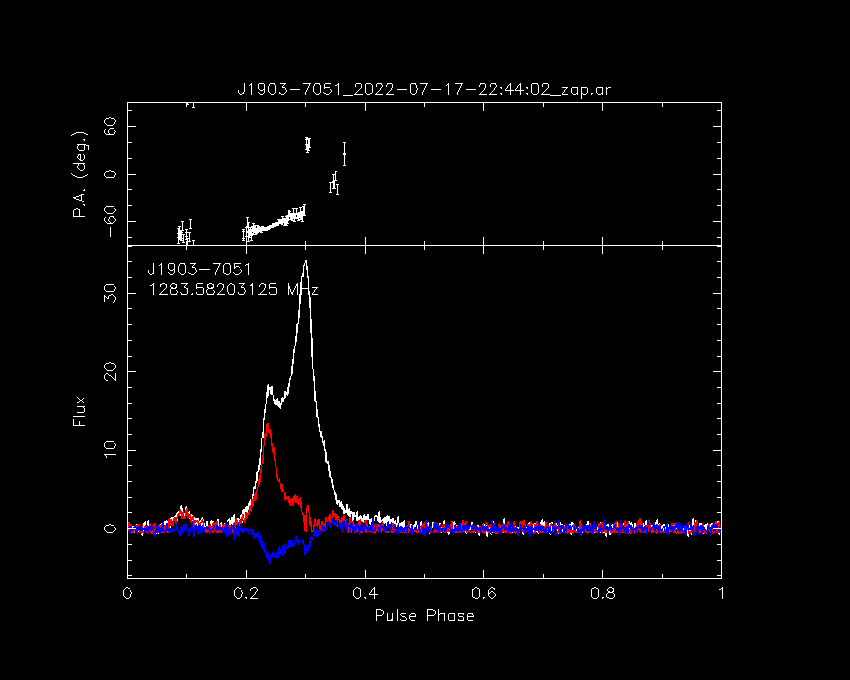 J1903-7051_2022-07-17-22:44:02_zap.ar
P.A. (deg.)
60
0
-60
J1903-7051
1283.58203125 MHz
Flux
30
20
10
0
0 0.2 0.4 0.6 0.8 1
Pulse Phase